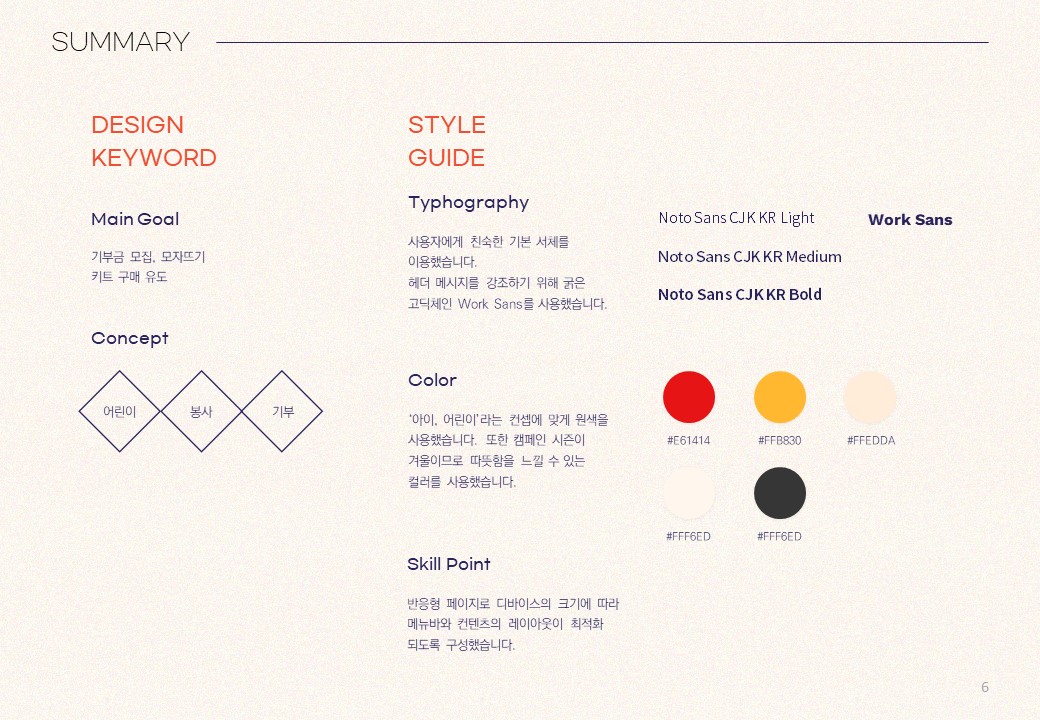 SUMMARY
DESIGN
KEYWORD
Main Goal
기부금 모집, 모자뜨기
키트 구매 유도
Concept
어린이
봉사
기부
STYLE
GUIDE
Typhography
사용자에게 친숙한 기본 서체를
이용했습니다.
헤더 메시지를 강조하기 위해 굵은
고딕체인 Work Sans를 사용했습니다.
Noto Sans CJK KR Light
Work Sans
Noto Sans CJK KR Medium
Noto Sans CJK KR Bold
Color
'아이, 어린이'라는 컨셉에 맞게 원색을
사용했습니다. 또한 캠페인 시즌이
겨울이므로 따뜻함을 느낄 수 있는
컬러를 사용했습니다.
#E61414
#FFB830
#FFEDDA
#FFF6ED
#FFF6ED
Skill Point
반응형 페이지로 디바이스의 크기에 따라
메뉴바와 컨텐츠의 레이아웃이 최적화
되도록 구성했습니다.
6